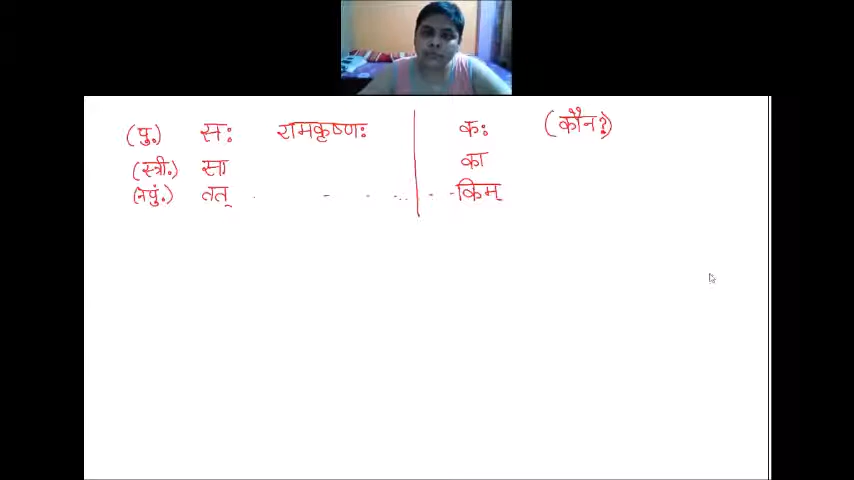 (पु.) सः रामकृष्णः कः (कौन?)
(स्त्री.) सा का
(नपुं.) तत् किम्